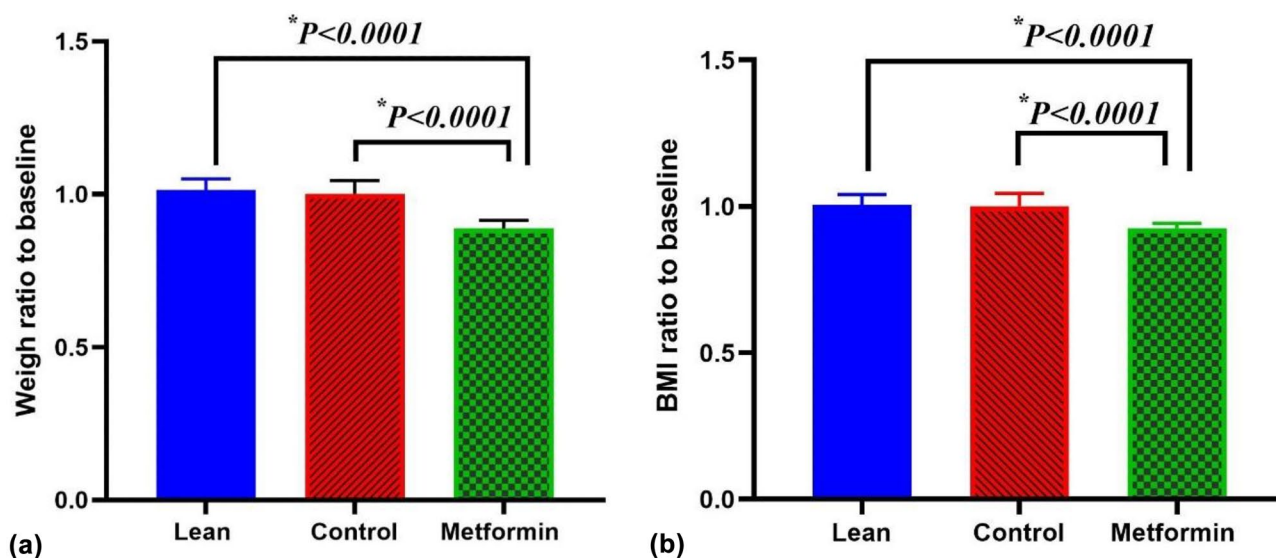 *P<0.0001
*P<0.0001
Weigh ratio to baseline
1.5
1.0
0.5
0.0
Lean Control Metformin
(a)
*P<0.0001
*P<0.0001
BMI ratio to baseline
1.5
1.0
0.5
0.0
Lean Control Metformin
(b)